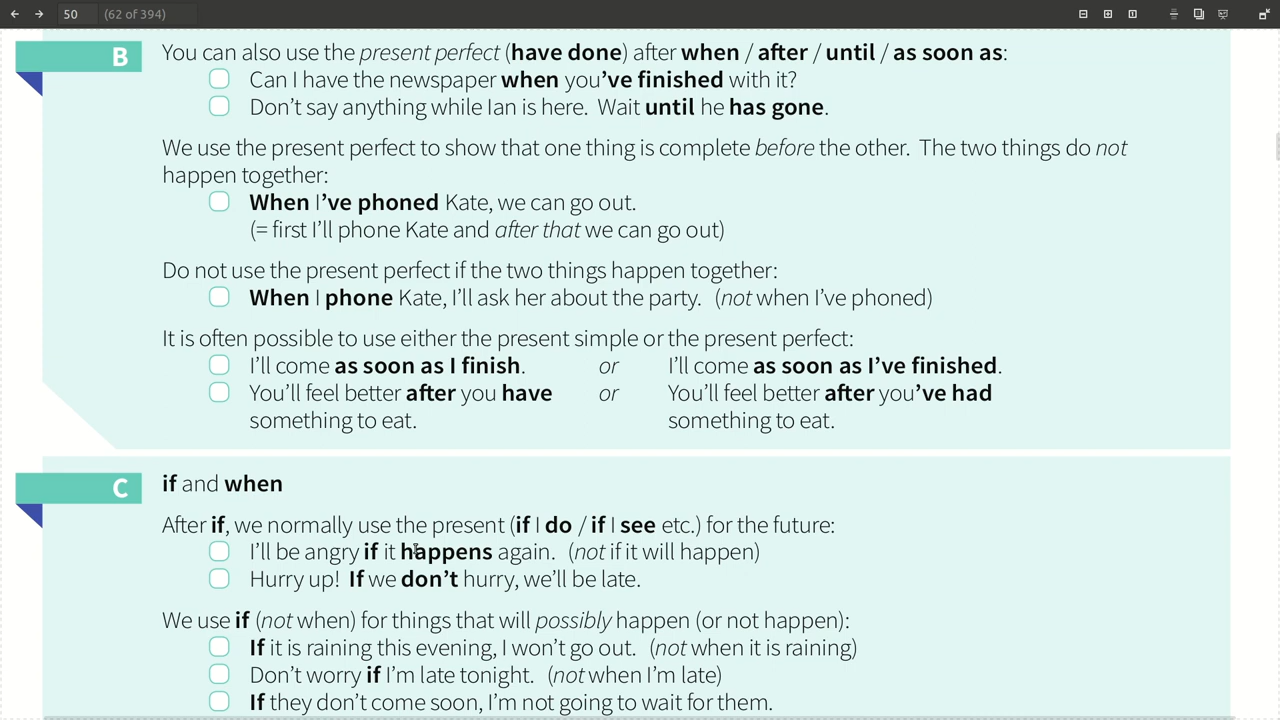 50 (62 of 394)
B You can also use the present perfect (have done) after when / after / until / as soon as:
Can I have the newspaper when you’ve finished with it?
Don’t say anything while Ian is here. Wait until he has gone.
We use the present perfect to show that one thing is complete before the other. The two things do not
happen together:
When I’ve phoned Kate, we can go out.
(= first I’ll phone Kate and after that we can go out)
Do not use the present perfect if the two things happen together:
When I phone Kate, I’ll ask her about the party. (not when I’ve phoned)
It is often possible to use either the present simple or the present perfect:
I’ll come as soon as I finish. or I’ll come as soon as I’ve finished.
You’ll feel better after you have or You’ll feel better after you’ve had
something to eat. something to eat.
C if and when
After if, we normally use the present (if I do / if I see etc.) for the future:
I’ll be angry if it happens again. (not if it will happen)
Hurry up! If we don’t hurry, we’ll be late.
We use if (not when) for things that will possibly happen (or not happen):
If it is raining this evening, I won’t go out. (not when it is raining)
Don’t worry if I’m late tonight. (not when I’m late)
If they don’t come soon, I’m not going to wait for them.